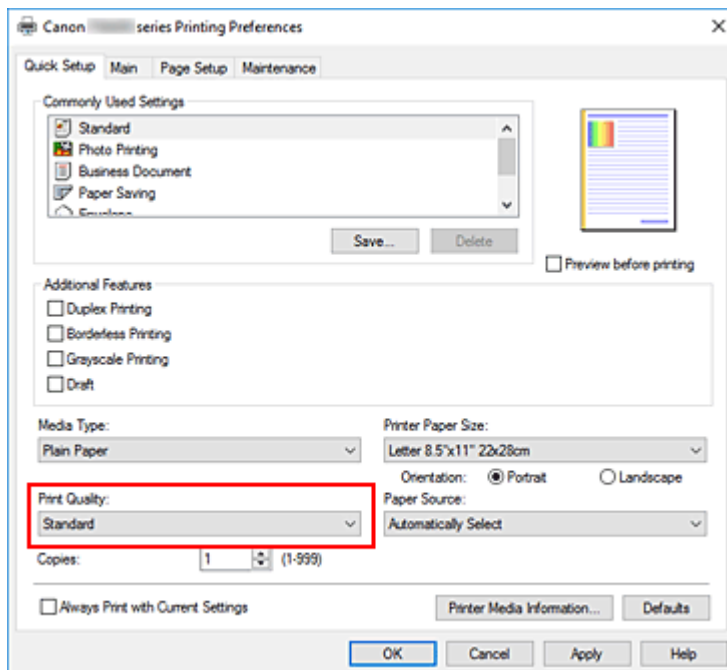 Canon series Printing Preferences
Quick Setup Main Page Setup Maintenance
Commonly Used Settings
Standard
Photo Printing
Business Document
Paper Saving
Envelope
Save... Delete
Preview before printing
Additional Features
Duplex Printing
Borderless Printing
Grayscale Printing
Draft
Media Type: Printer Paper Size:
Plain Paper Letter 8.5"x11" 22x28cm
Orientation: Portrait Landscape
Print Quality: Paper Source:
Standard Automatically Select
Copies: 1 (1-999)
Always Print with Current Settings Printer Media Information... Defaults
OK Cancel Apply Help